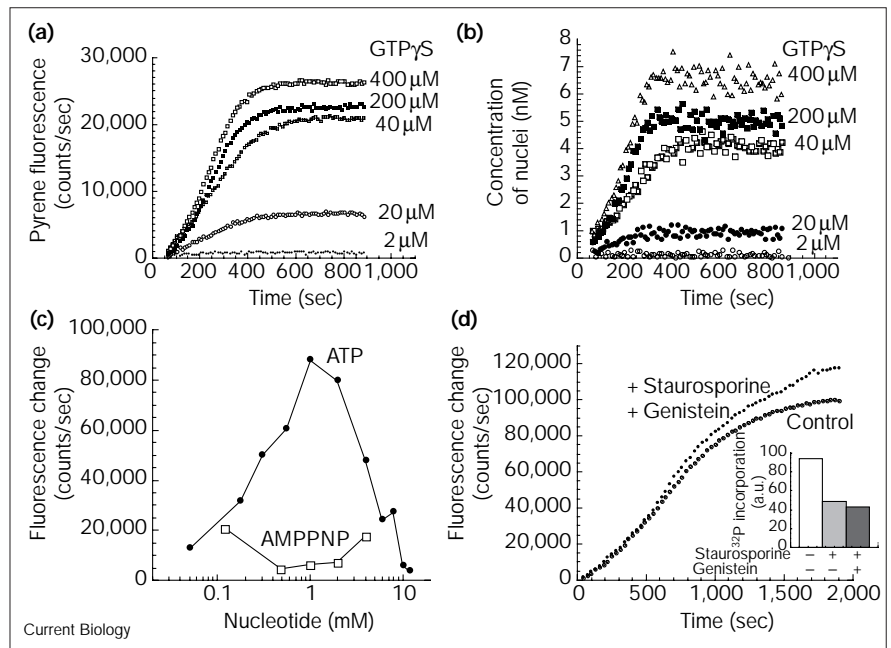 (a)
Pyrene fluorescence
(counts/sec)
30,000
20,000
10,000
0
GTPγS
400 μM
200 μM
40 μM
20 μM
2 μM
0 200 400 600 800 1,000
Time (sec)
(b)
Concentration
of nuclei (nM)
8
7
6
5
4
3
2
1
0
GTPγS
400 μM
200 μM
40 μM
20 μM
2 μM
0 200 400 600 800 1,000
Time (sec)
(c)
Fluorescence change
(counts/sec)
100,000
80,000
60,000
40,000
20,000
0
ATP
AMPPNP
0.1 1 10
Nucleotide (mM)
(d)
Fluorescence change
(counts/sec)
120,000
100,000
80,000
60,000
40,000
20,000
0
+ Staurosporine
+ Genistein
Control
³²P incorporation
(a.u.)
100
80
60
40
20
0
Staurosporine – + +
Genistein – – +
0 500 1,000 1,500 2,000
Time (sec)
Current Biology